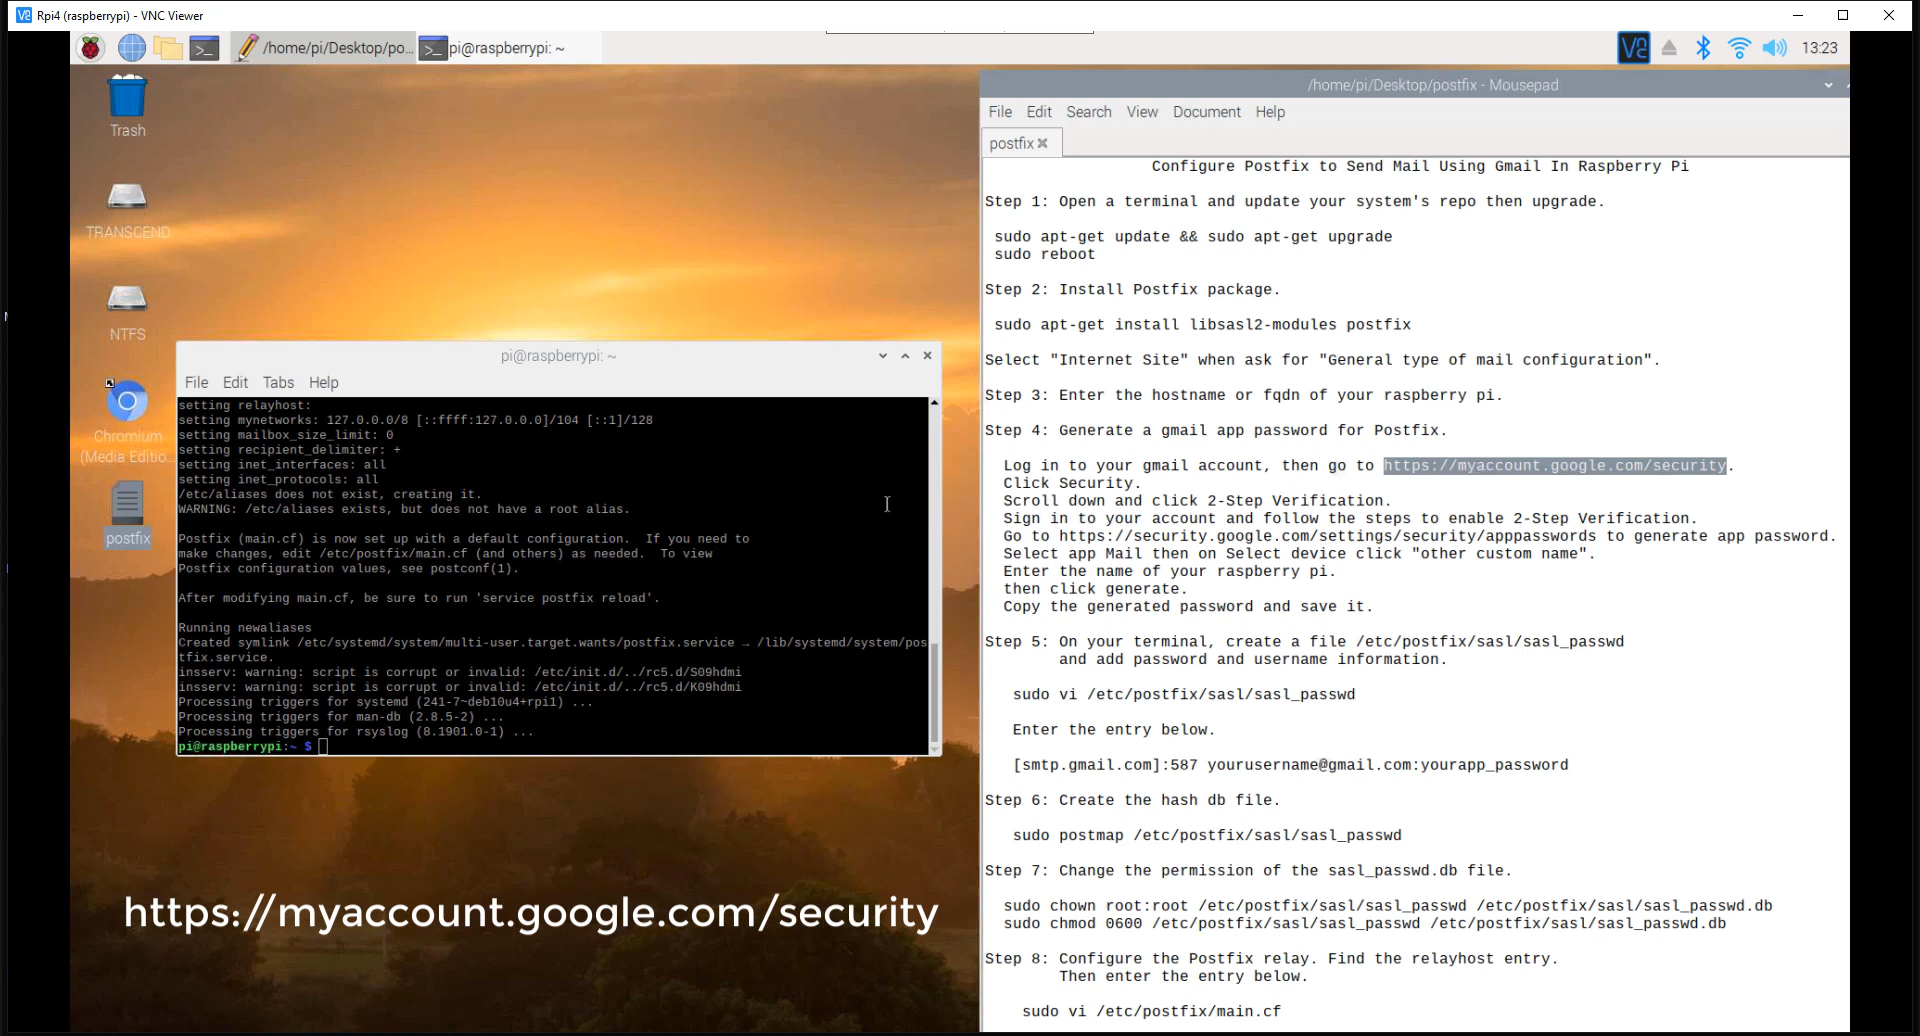 Rpi4 (raspberrypi) - VNC Viewer
/home/pi/Desktop/po...
pi@raspberrypi: ~
13:23
Trash
TRANSCEND
NTFS
Chromium
(Media Editio...
postfix
pi@raspberrypi: ~
File Edit Tabs Help
setting relayhost:
setting mynetworks: 127.0.0.0/8 [::ffff:127.0.0.0]/104 [::1]/128
setting mailbox_size_limit: 0
setting recipient_delimiter: +
setting inet_interfaces: all
setting inet_protocols: all
/etc/aliases does not exist, creating it.
WARNING: /etc/aliases exists, but does not have a root alias.
Postfix (main.cf) is now set up with a default configuration.  If you need to
make changes, edit /etc/postfix/main.cf (and others) as needed.  To view
Postfix configuration values, see postconf(1).
After modifying main.cf, be sure to run 'service postfix reload'.
Running newaliases
Created symlink /etc/systemd/system/multi-user.target.wants/postfix.service → /lib/systemd/system/pos
tfix.service.
insserv: warning: script is corrupt or invalid: /etc/init.d/../rc5.d/S09hdmi
insserv: warning: script is corrupt or invalid: /etc/init.d/../rc5.d/K09hdmi
Processing triggers for systemd (241-7~deb10u4+rpi1) ...
Processing triggers for man-db (2.8.5-2) ...
Processing triggers for rsyslog (8.1901.0-1) ...
pi@raspberrypi:~ $
https://myaccount.google.com/security
/home/pi/Desktop/postfix - Mousepad
File Edit Search View Document Help
postfix
Configure Postfix to Send Mail Using Gmail In Raspberry Pi
Step 1: Open a terminal and update your system's repo then upgrade.
sudo apt-get update && sudo apt-get upgrade
sudo reboot
Step 2: Install Postfix package.
sudo apt-get install libsasl2-modules postfix
Select "Internet Site" when ask for "General type of mail configuration".
Step 3: Enter the hostname or fqdn of your raspberry pi.
Step 4: Generate a gmail app password for Postfix.
Log in to your gmail account, then go to https://myaccount.google.com/security.
Click Security.
Scroll down and click 2-Step Verification.
Sign in to your account and follow the steps to enable 2-Step Verification.
Go to https://security.google.com/settings/security/apppasswords to generate app password.
Select app Mail then on Select device click "other custom name".
Enter the name of your raspberry pi.
then click generate.
Copy the generated password and save it.
Step 5: On your terminal, create a file /etc/postfix/sasl/sasl_passwd
and add password and username information.
sudo vi /etc/postfix/sasl/sasl_passwd
Enter the entry below.
[smtp.gmail.com]:587 yourusername@gmail.com:yourapp_password
Step 6: Create the hash db file.
sudo postmap /etc/postfix/sasl/sasl_passwd
Step 7: Change the permission of the sasl_passwd.db file.
sudo chown root:root /etc/postfix/sasl/sasl_passwd /etc/postfix/sasl/sasl_passwd.db
sudo chmod 0600 /etc/postfix/sasl/sasl_passwd /etc/postfix/sasl/sasl_passwd.db
Step 8: Configure the Postfix relay. Find the relayhost entry.
Then enter the entry below.
sudo vi /etc/postfix/main.cf